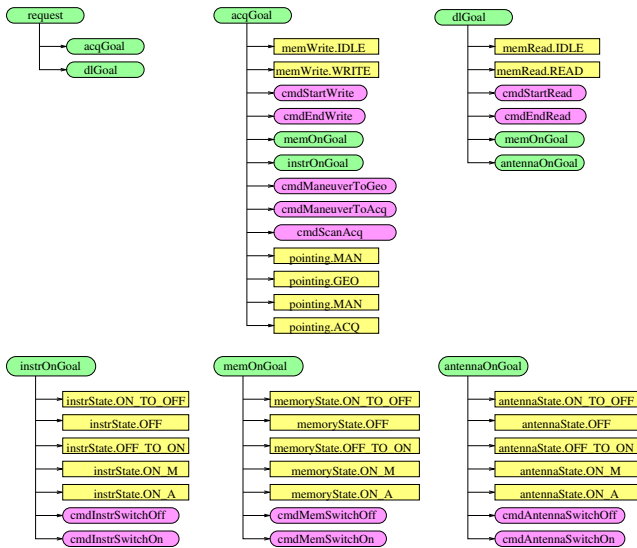 request
acqGoal
dlGoal
acqGoal
memWrite.IDLE
memWrite.WRITE
cmdStartWrite
cmdEndWrite
memOnGoal
instrOnGoal
cmdManeuverToGeo
cmdManeuverToAcq
cmdScanAcq
pointing.MAN
pointing.GEO
pointing.MAN
pointing.ACQ
dlGoal
memRead.IDLE
memRead.READ
cmdStartRead
cmdEndRead
memOnGoal
antennaOnGoal
instrOnGoal
instrState.ON_TO_OFF
instrState.OFF
instrState.OFF_TO_ON
instrState.ON_M
instrState.ON_A
cmdInstrSwitchOff
cmdInstrSwitchOn
memOnGoal
memoryState.ON_TO_OFF
memoryState.OFF
memoryState.OFF_TO_ON
memoryState.ON_M
memoryState.ON_A
cmdMemSwitchOff
cmdMemSwitchOn
antennaOnGoal
antennaState.ON_TO_OFF
antennaState.OFF
antennaState.OFF_TO_ON
antennaState.ON_M
antennaState.ON_A
cmdAntennaSwitchOff
cmdAntennaSwitchOn